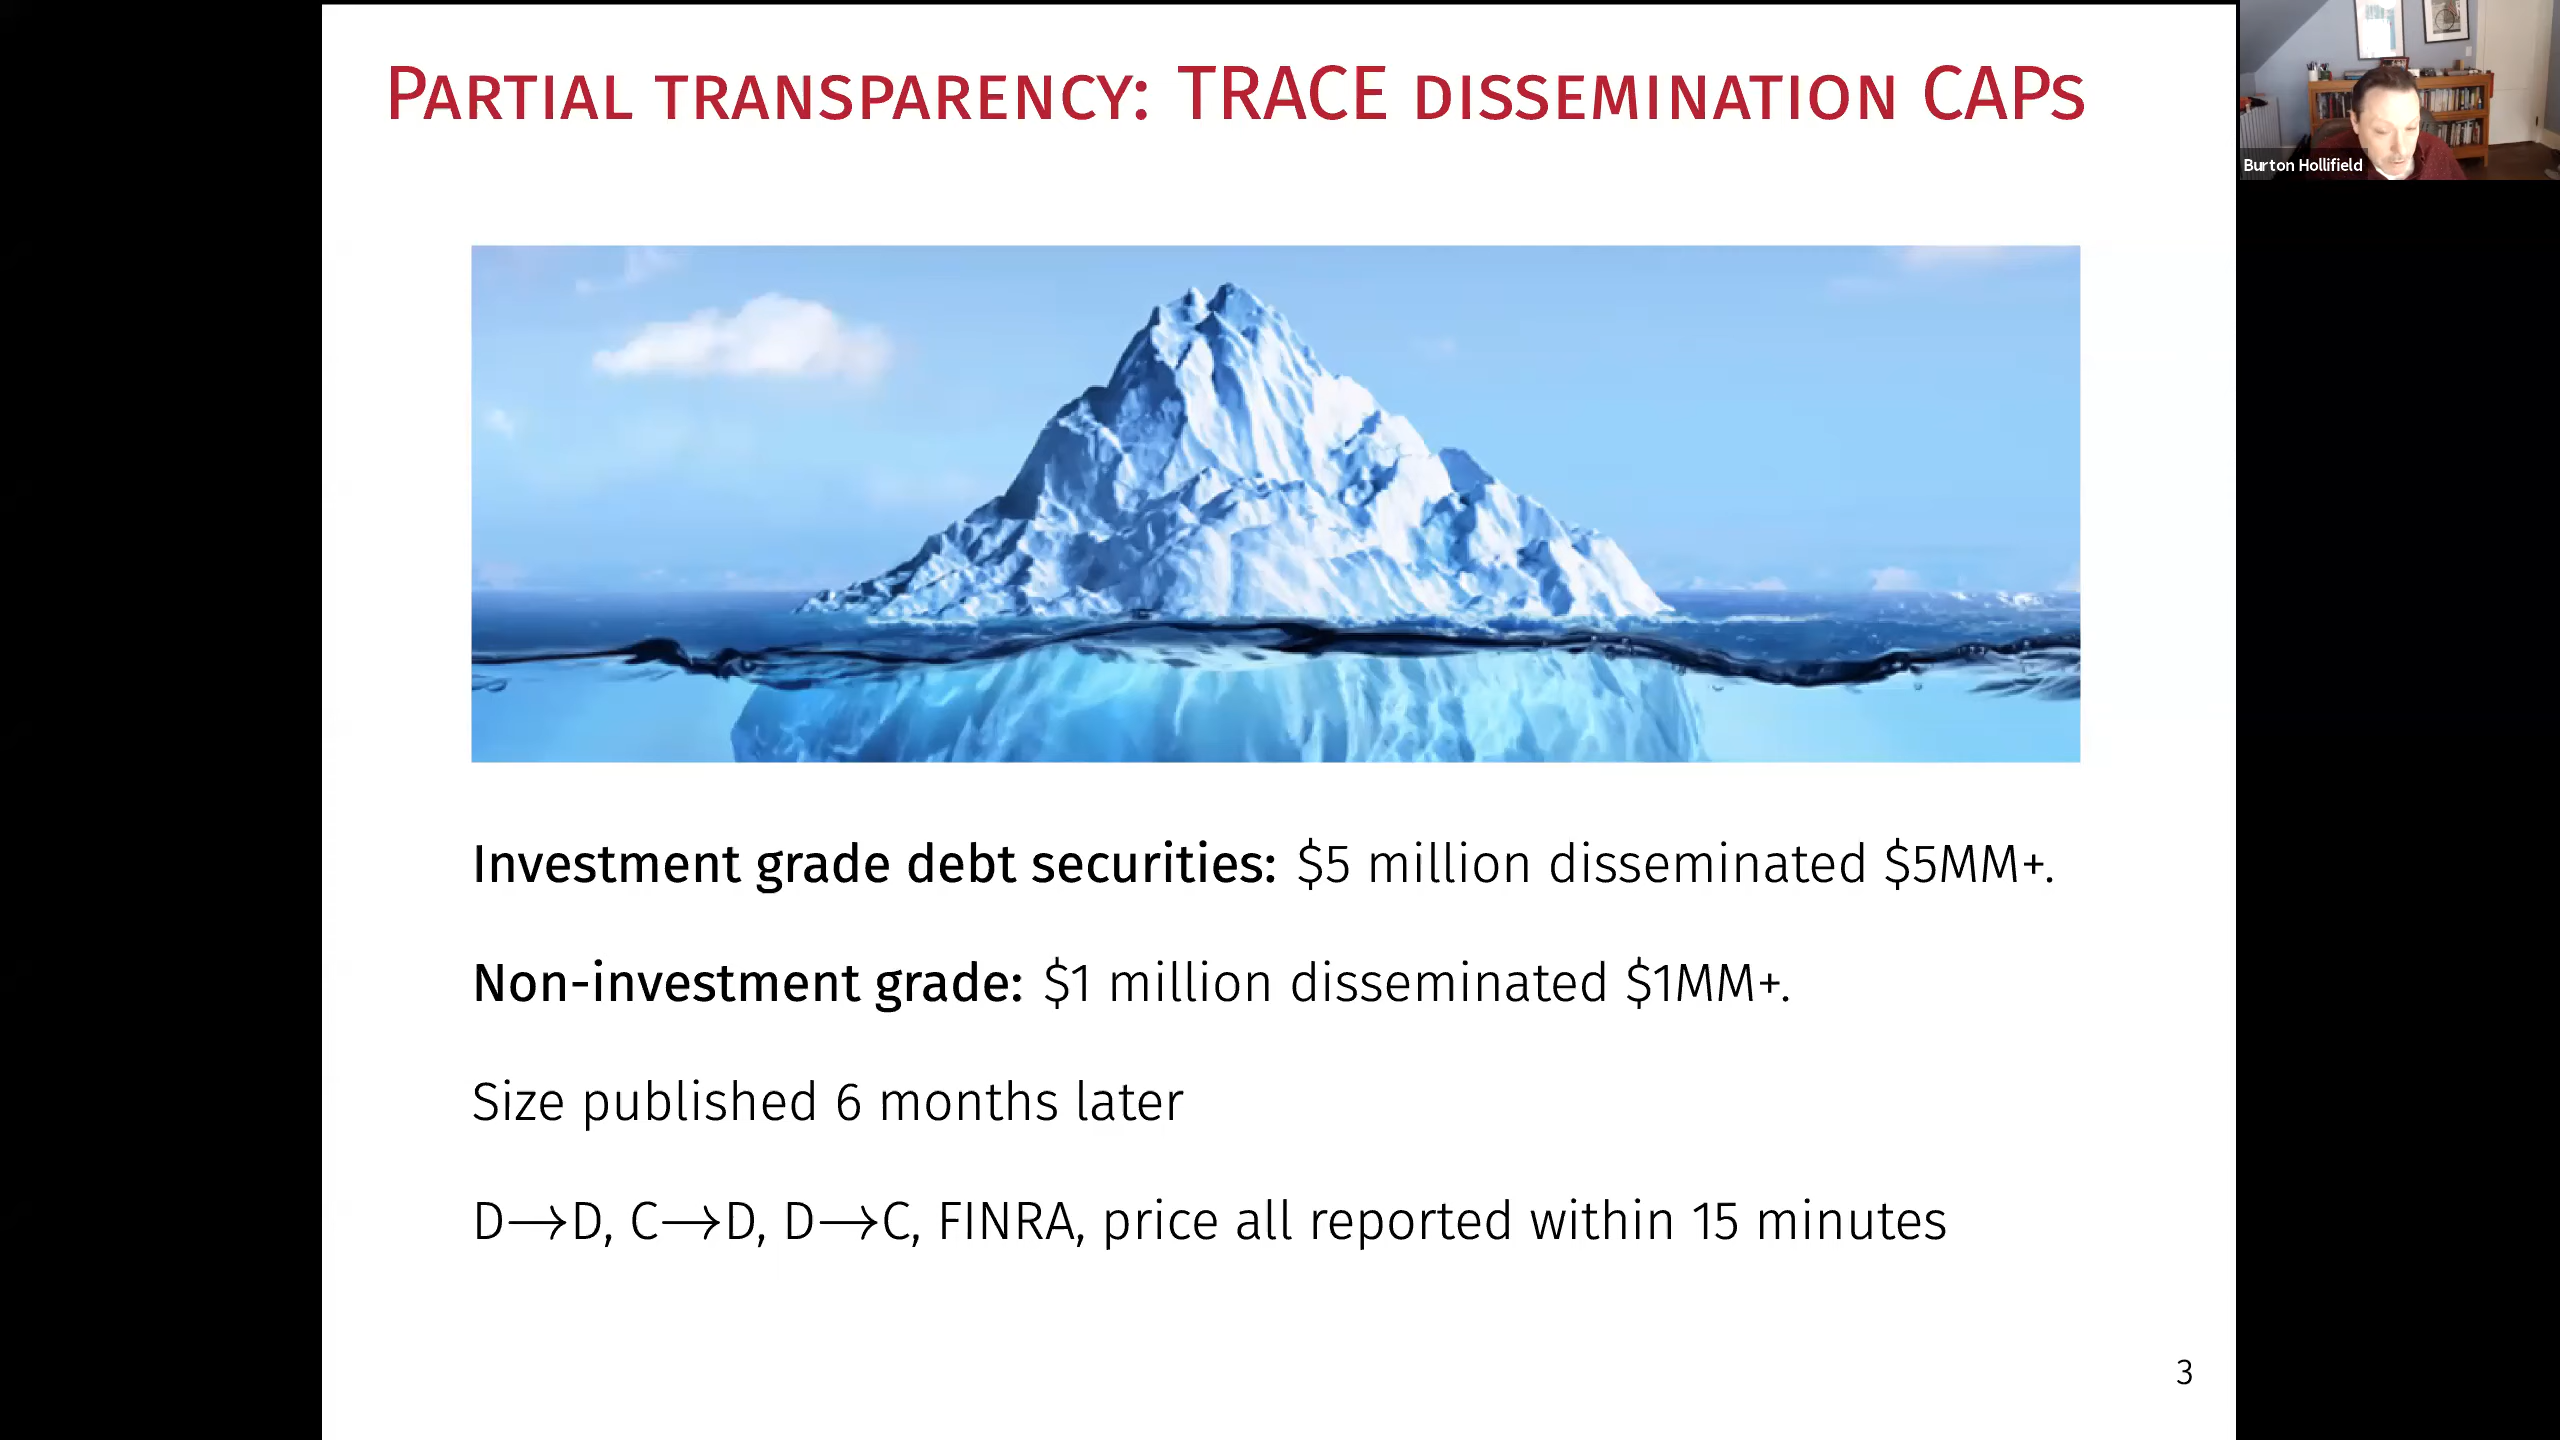 Partial transparency: TRACE dissemination CAPs
Burton Hollifield
Investment grade debt securities: $5 million disseminated $5MM+.
Non-investment grade: $1 million disseminated $1MM+.
Size published 6 months later
D→D, C→D, D→C, FINRA, price all reported within 15 minutes
3